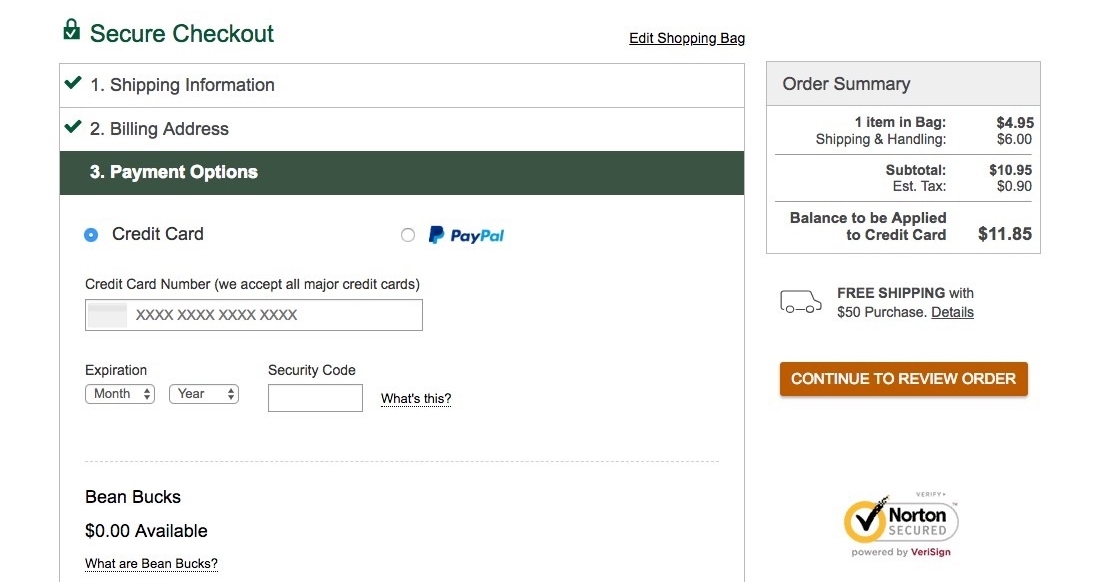 Secure Checkout
Edit Shopping Bag
1. Shipping Information
2. Billing Address
3. Payment Options
Credit Card
PayPal
Credit Card Number (we accept all major credit cards)
XXXX XXXX XXXX XXXX
Expiration
Security Code
Month
Year
What's this?
Bean Bucks
$0.00 Available
What are Bean Bucks?
Order Summary
1 item in Bag: $4.95
Shipping & Handling: $6.00
Subtotal: $10.95
Est. Tax: $0.90
Balance to be Applied
to Credit Card $11.85
FREE SHIPPING with
$50 Purchase. Details
CONTINUE TO REVIEW ORDER
VERIFY▸
Norton™
SECURED
powered by VeriSign